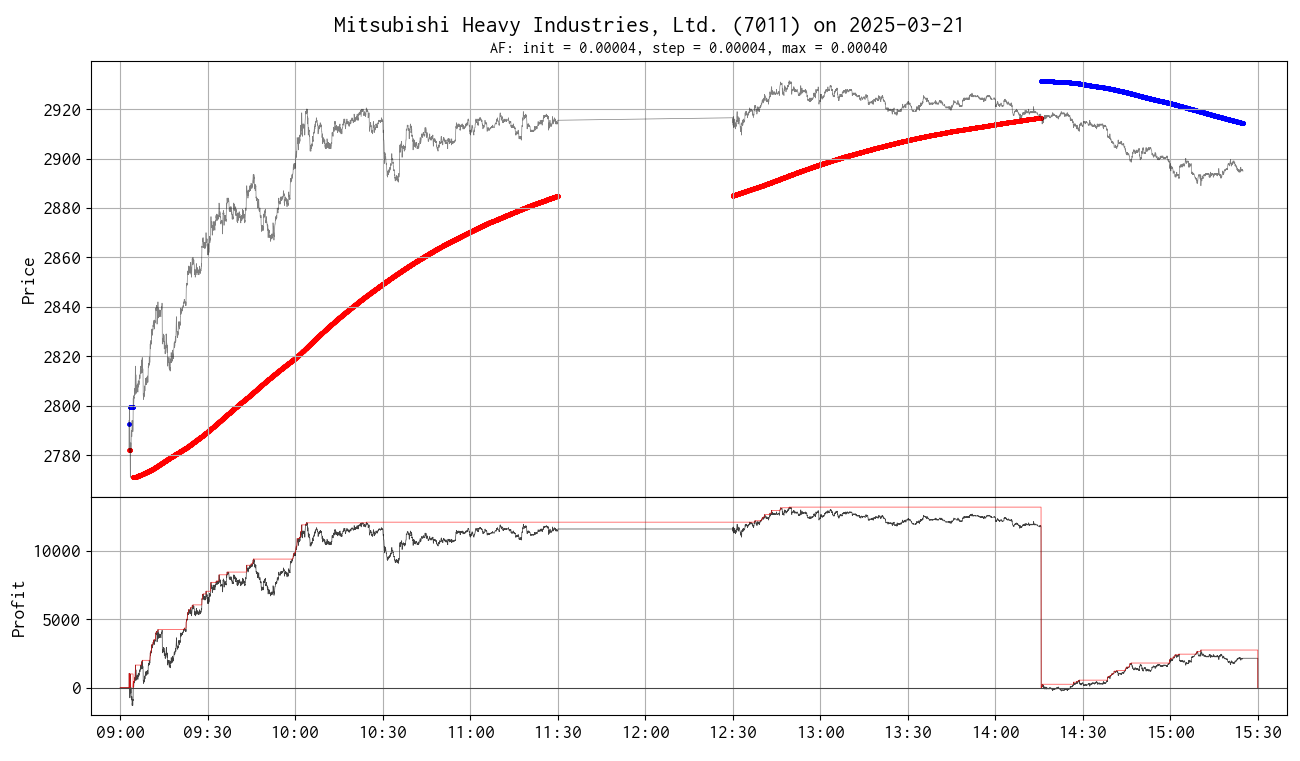 Mitsubishi Heavy Industries, Ltd. (7011) on 2025-03-21
AF: init = 0.00004, step = 0.00004, max = 0.00040
Price
2920
2900
2880
2860
2840
2820
2800
2780
Profit
10000
5000
0
09:00 09:30 10:00 10:30 11:00 11:30 12:00 12:30 13:00 13:30 14:00 14:30 15:00 15:30